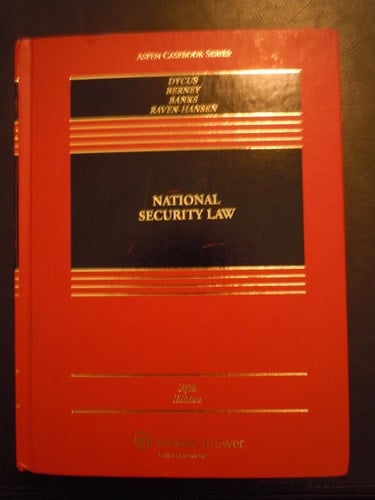 ASPEN CASEBOOK SERIES
DYCUS
BERNEY
BANKS
RAVEN-HANSEN
NATIONAL
SECURITY LAW
Fifth
Edition
Wolters Kluwer